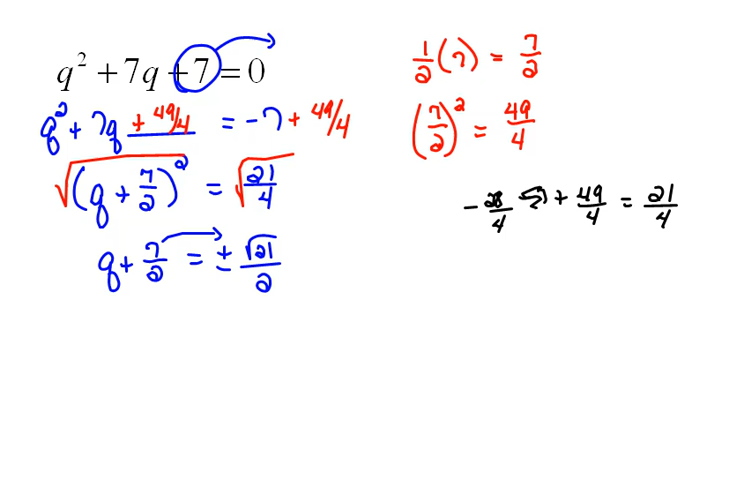 q² + 7q + 7 = 0
q² + 7q + 49/4 = -7 + 49/4
√(q + 7/2)² = √21/4
q + 7/2 = ± √21/2
1/2 (7) = 7/2
(7/2)² = 49/4
- 28/4 + 49/4 = 21/4